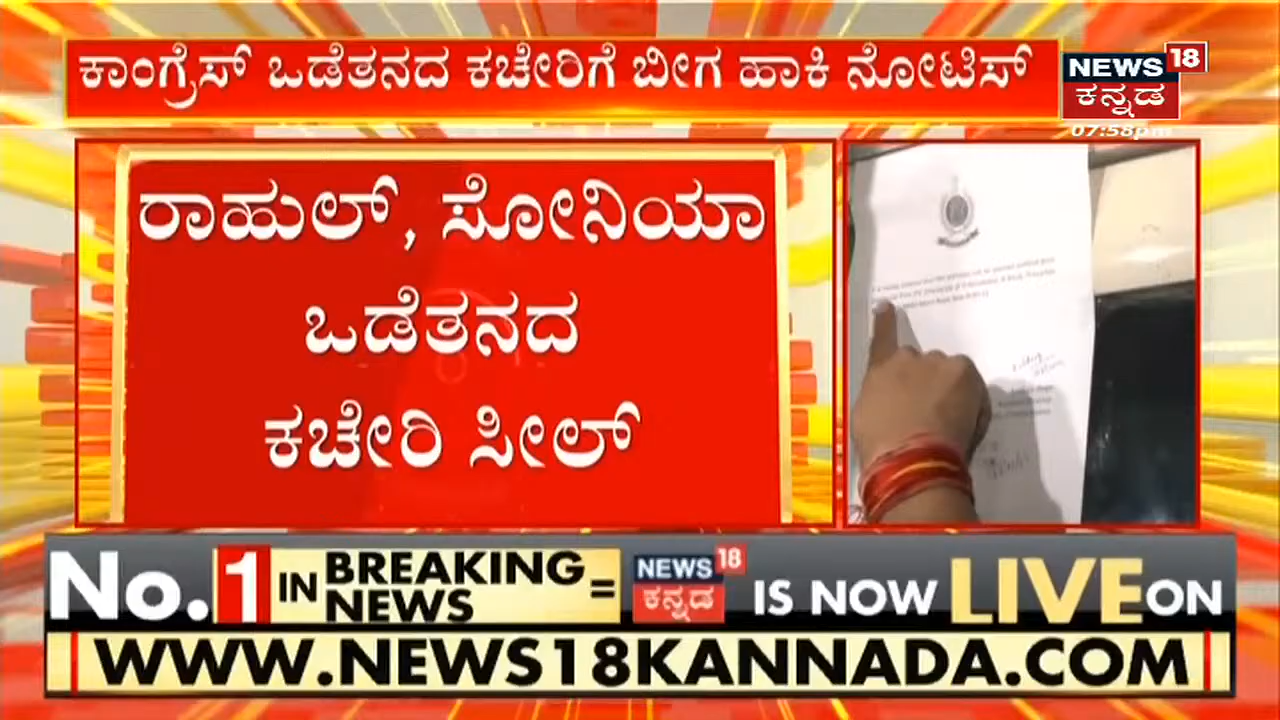 ಕಾಂಗ್ರೆಸ್ ಒಡೆತನದ ಕಚೇರಿಗೆ ಬೀಗ ಹಾಕಿ ನೋಟಿಸ್
NEWS 18
ಕನ್ನಡ
07:58pm
ರಾಹುಲ್, ಸೋನಿಯಾ
ಒಡೆತನದ
ಕಚೇರಿ ಸೀಲ್
No. 1 IN BREAKING NEWS = NEWS 18 ಕನ್ನಡ IS NOW LIVE ON
WWW.NEWS18KANNADA.COM